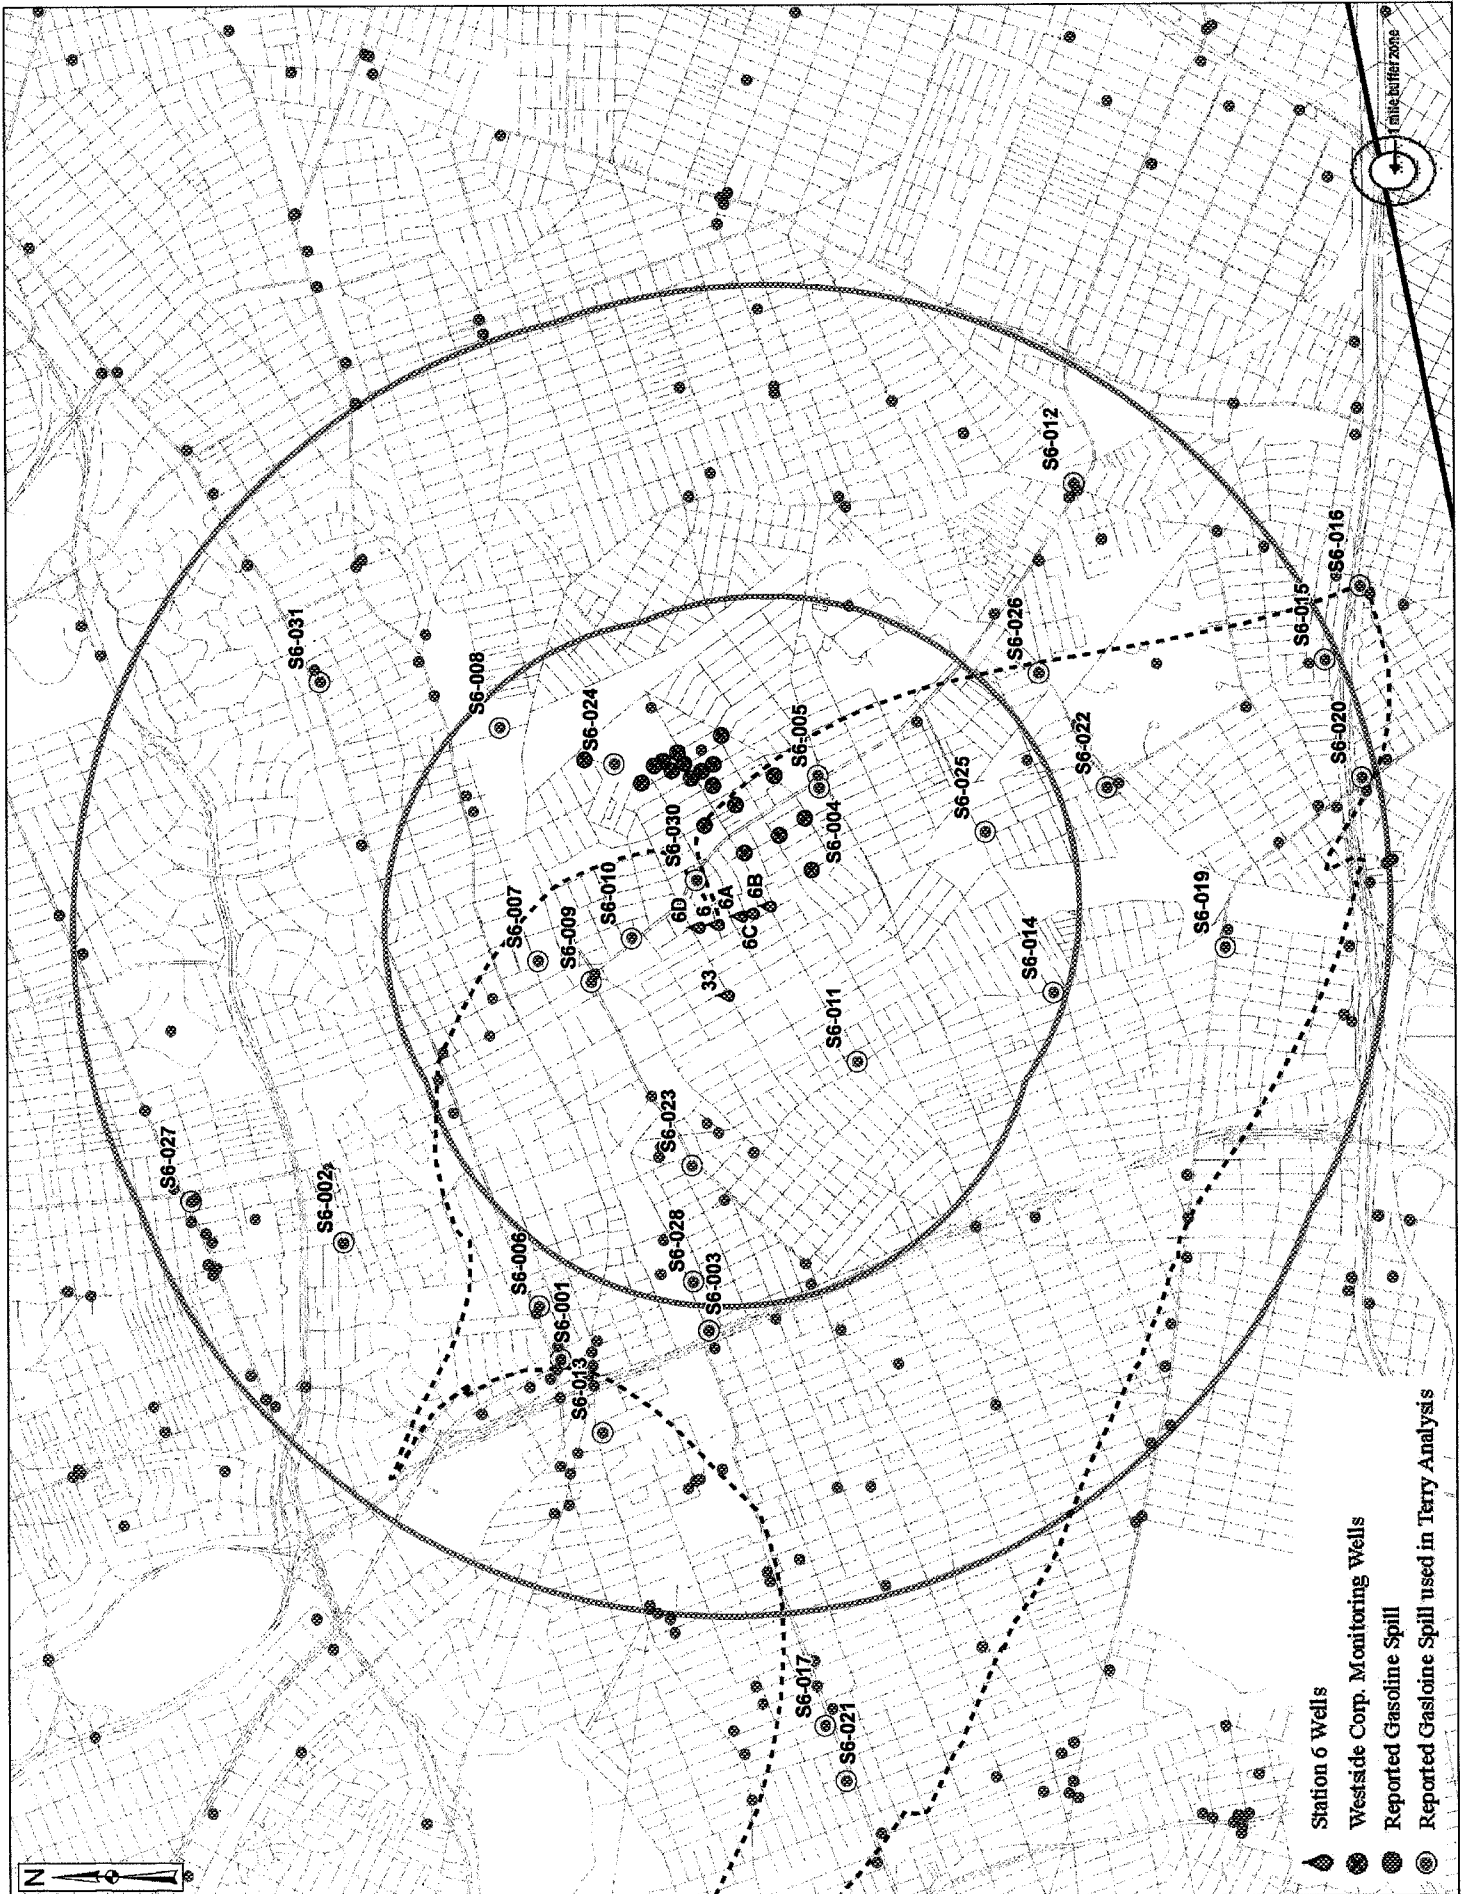 N
S6-031
S6-008
S6-024
S6-027
S6-002
S6-007
S6-009
S6-010
S6-030
S6-005
S6-004
6D
6
6A
6B
6C
33
S6-012
S6-026
S6-015
S6-016
S6-020
S6-022
S6-025
S6-006
S6-001
S6-013
S6-023
S6-028
S6-003
S6-011
S6-014
S6-019
S6-017
S6-021
1 mile buffer zone
Station 6 Wells
Westside Corp. Monitoring Wells
Reported Gasoline Spill
Reported Gasloine Spill used in Terry Analysis